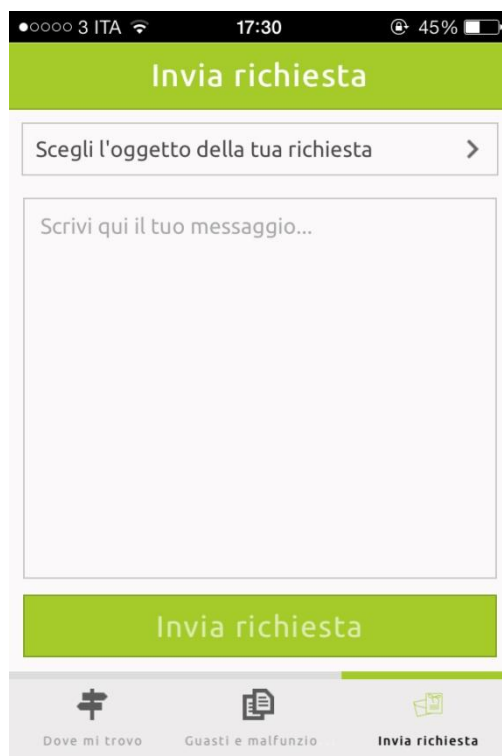 3 ITA 17:30 45%
Invia richiesta
Scegli l'oggetto della tua richiesta
Scrivi qui il tuo messaggio...
Invia richiesta
Dove mi trovo Guasti e malfunzio Invia richiesta